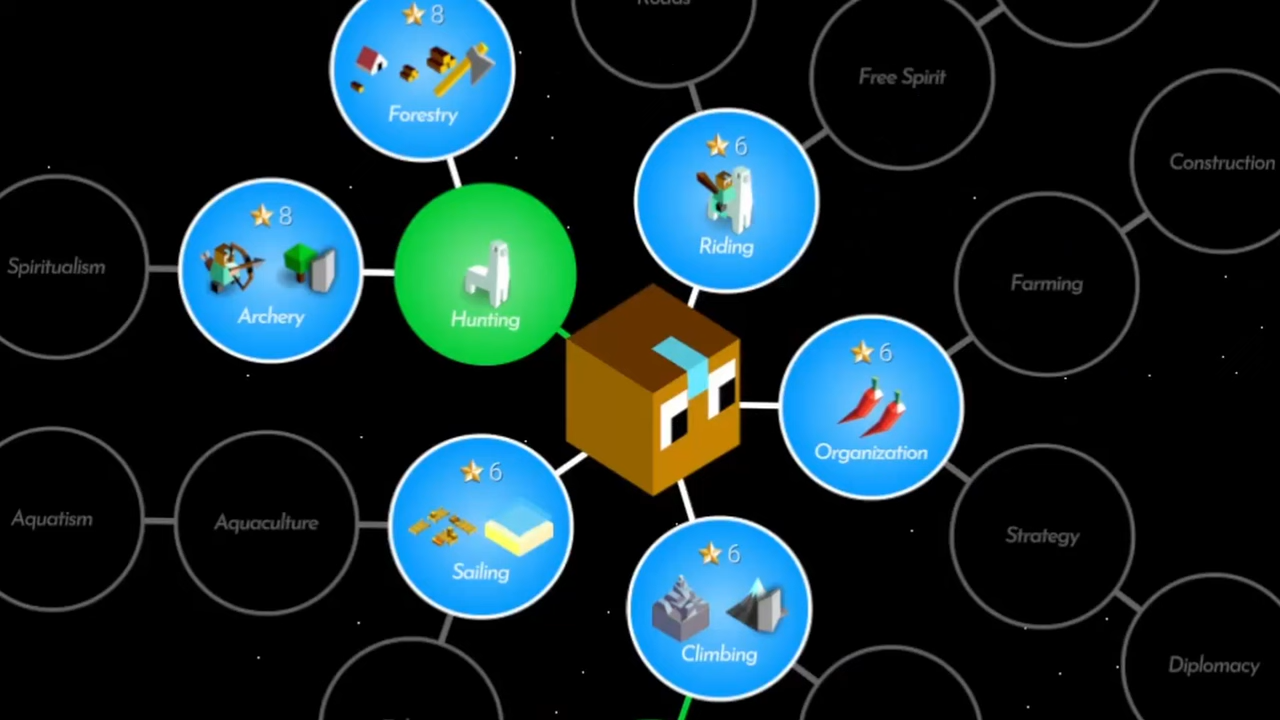 8
Forestry
Roads
Free Spirit
6
Riding
Construction
Spiritualism
8
Archery
Hunting
Farming
6
Organization
Aquatism
Aquaculture
6
Sailing
6
Climbing
Strategy
Diplomacy